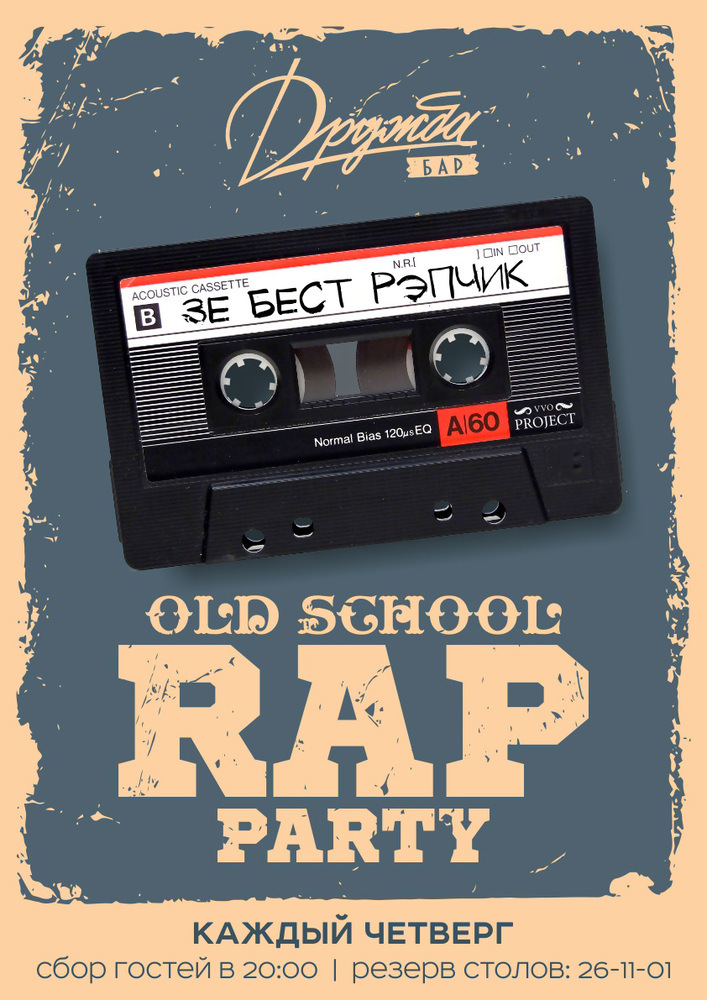 Дружба
БАР
ACOUSTIC CASSETTE N.R.[ ] □IN □OUT
B ЗЕ БЕСТ РЭПЧИК
Normal Bias 120μs EQ A/60 VVO
PROJECT
OLD SCHOOL
RAP
PARTY
КАЖДЫЙ ЧЕТВЕРГ
сбор гостей в 20:00 | резерв столов: 26-11-01